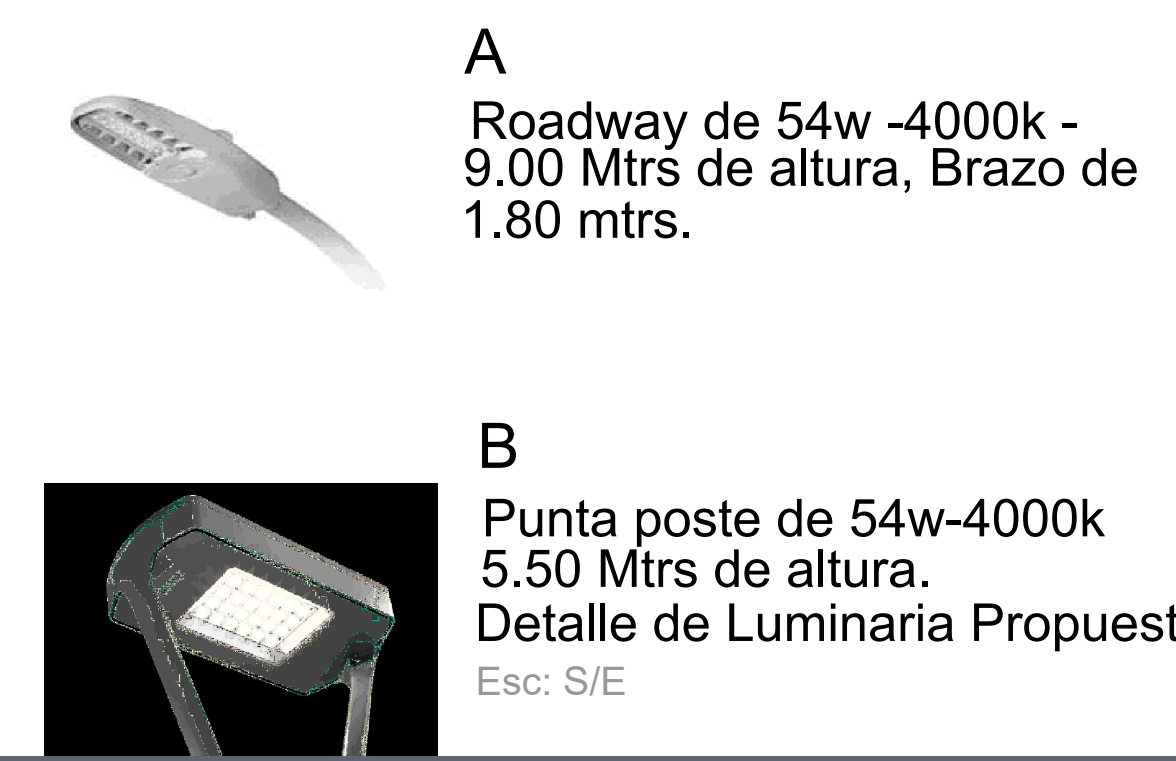 A
Roadway de 54w -4000k -
9.00 Mtrs de altura, Brazo de
1.80 mtrs.
B
Punta poste de 54w-4000k
5.50 Mtrs de altura.
Detalle de Luminaria Propuest
Esc: S/E